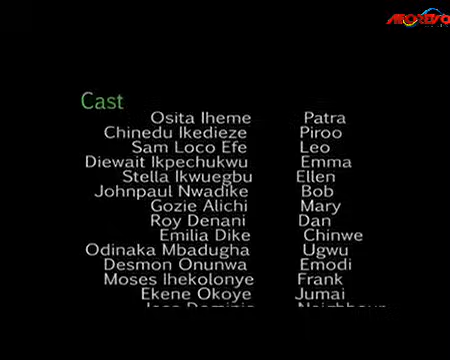 Cast
Osita Iheme Patra
Chinedu Ikedieze Piroo
Sam Loco Efe Leo
Diewait Ikpechukwu Emma
Stella Ikwuegbu Ellen
Johnpaul Nwadike Bob
Gozie Alichi Mary
Roy Denani Dan
Emilia Dike Chinwe
Odinaka Mbadugha Ugwu
Desmon Onunwa Emodi
Moses Ihekolonye Frank
Ekene Okoye Jumai
Neighbour